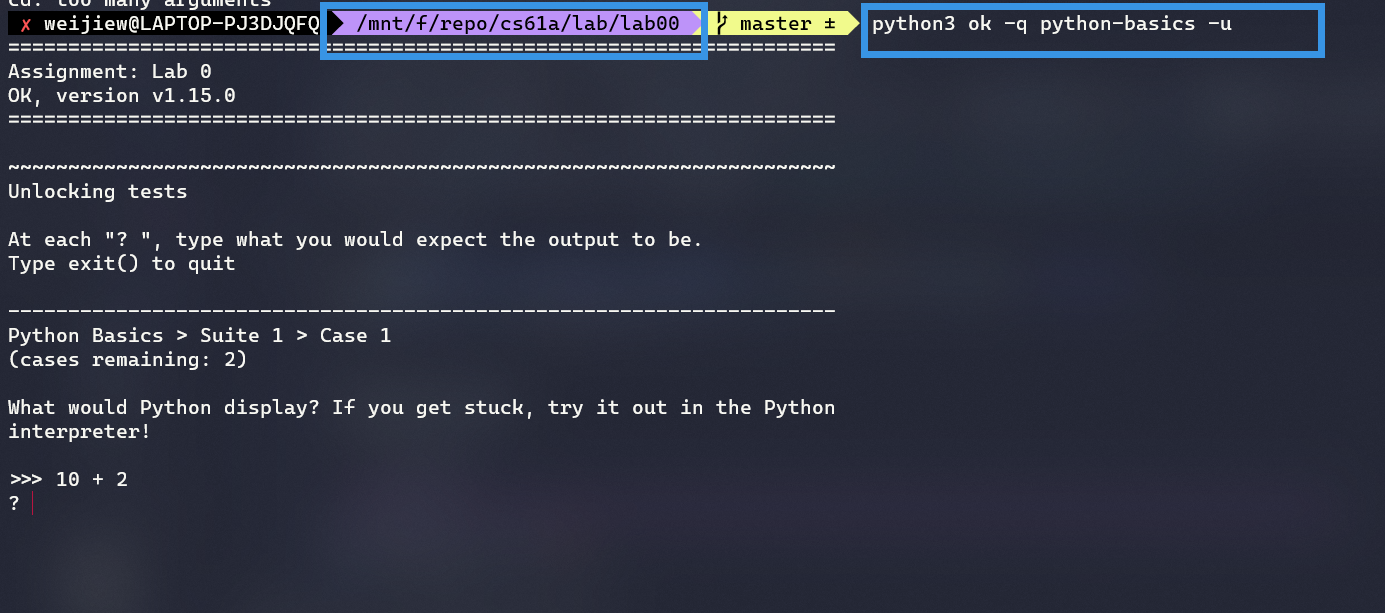 cd: too many arguments
✗ weijiew@LAPTOP-PJ3DJQFQ /mnt/f/repo/cs61a/lab/lab00 master ± python3 ok -q python-basics -u
=====================================================================
Assignment: Lab 0
OK, version v1.15.0
=====================================================================
~~~~~~~~~~~~~~~~~~~~~~~~~~~~~~~~~~~~~~~~~~~~~~~~~~~~~~~~~~~~~~~~~~~~~
Unlocking tests
At each "? ", type what you would expect the output to be.
Type exit() to quit
---------------------------------------------------------------------
Python Basics > Suite 1 > Case 1
(cases remaining: 2)
What would Python display? If you get stuck, try it out in the Python
interpreter!
>>> 10 + 2
?